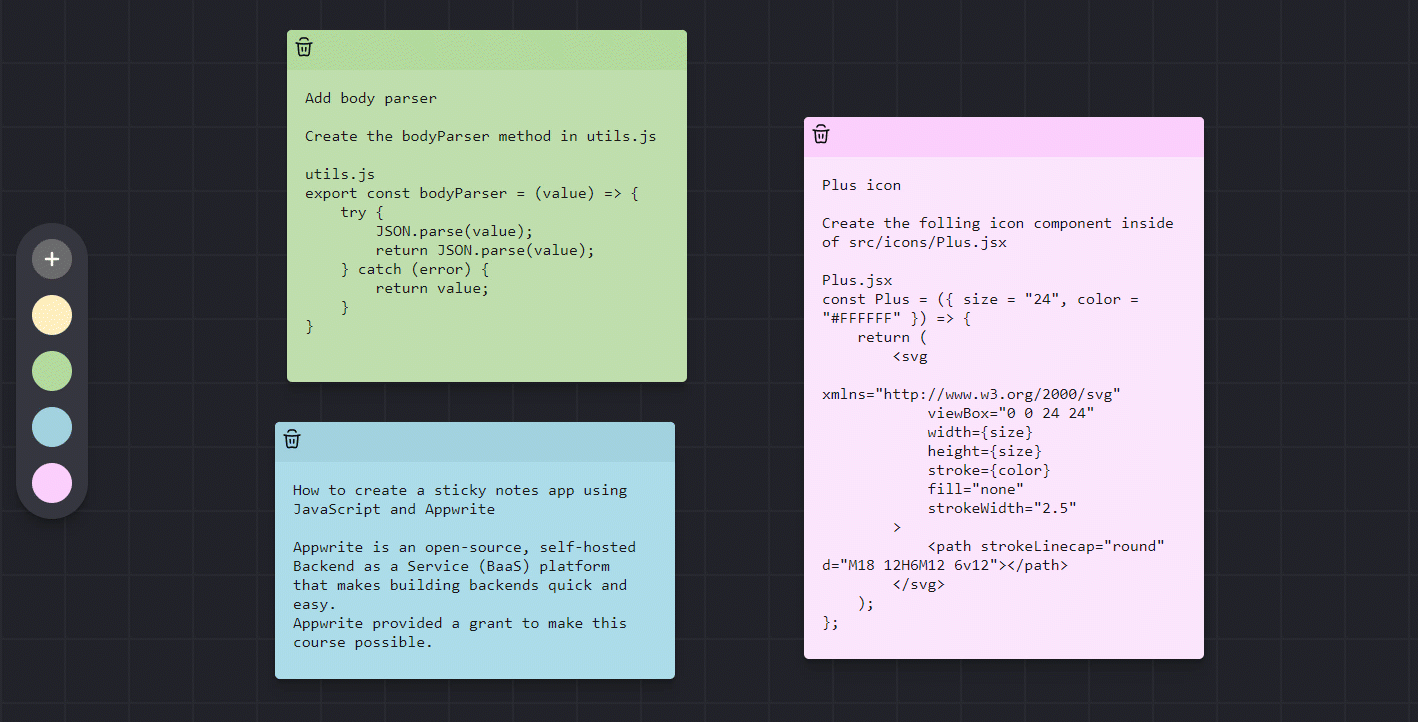 Add body parser
Create the bodyParser method in utils.js
utils.js
export const bodyParser = (value) => {
    try {
        JSON.parse(value);
        return JSON.parse(value);
    } catch (error) {
        return value;
    }
}
How to create a sticky notes app using
JavaScript and Appwrite
Appwrite is an open-source, self-hosted
Backend as a Service (BaaS) platform
that makes building backends quick and
easy.
Appwrite provided a grant to make this
course possible.
Plus icon
Create the folling icon component inside
of src/icons/Plus.jsx
Plus.jsx
const Plus = ({ size = "24", color =
"#FFFFFF" }) => {
    return (
        <svg
xmlns="http://www.w3.org/2000/svg"
            viewBox="0 0 24 24"
            width={size}
            height={size}
            stroke={color}
            fill="none"
            strokeWidth="2.5"
        >
            <path strokeLinecap="round"
d="M18 12H6M12 6v12"></path>
        </svg>
    );
};